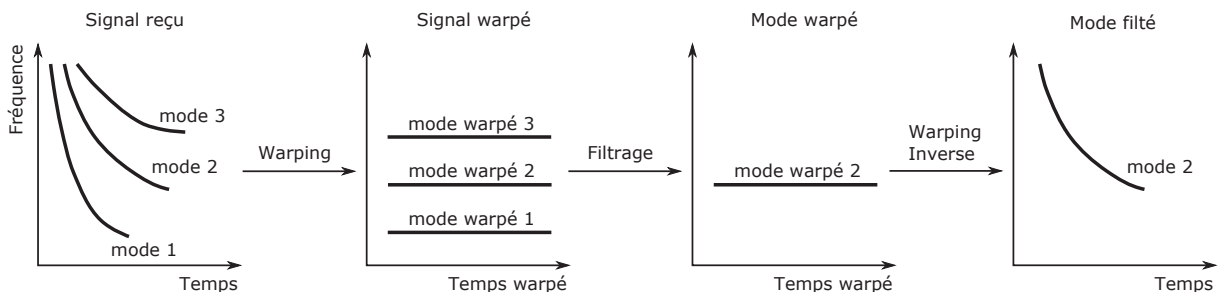 Signal reçu
Signal warpé
Mode warpé
Mode filté
Fréquence
mode 3
mode 2
mode 1
Temps
Warping
mode warpé 3
mode warpé 2
mode warpé 1
Temps warpé
Filtrage
mode warpé 2
Temps warpé
Warping
Inverse
mode 2
Temps